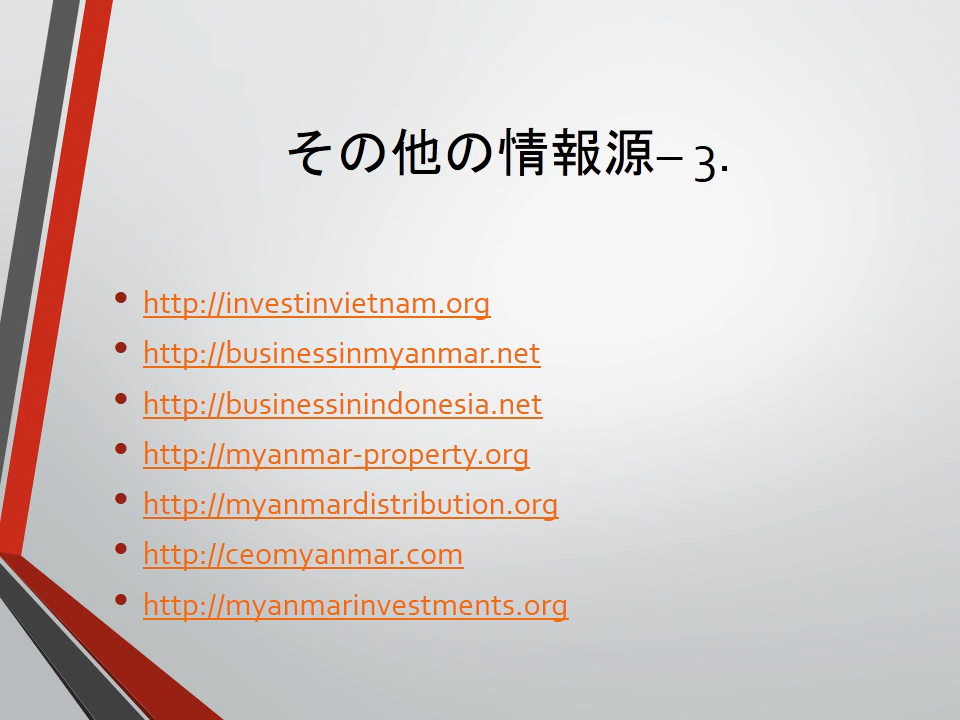 その他の情報源– 3.
• http://investinvietnam.org
• http://businessinmyanmar.net
• http://businessinindonesia.net
• http://myanmar-property.org
• http://myanmardistribution.org
• http://ceomyanmar.com
• http://myanmarinvestments.org